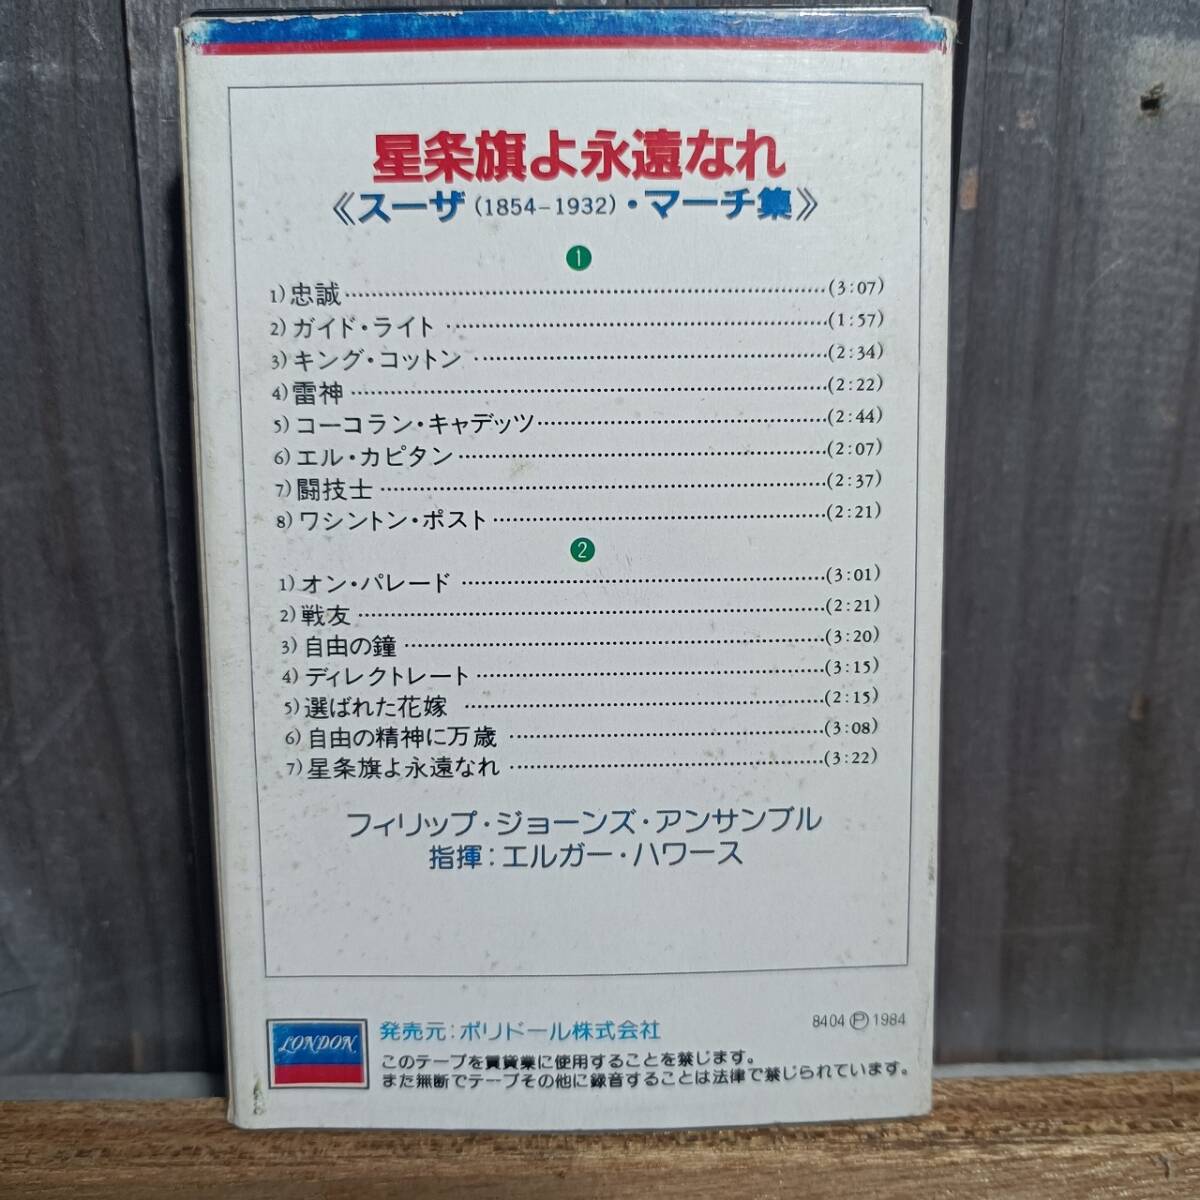 星条旗よ永遠なれ
《スーザ(1854-1932)・マーチ集》
1
1) 忠誠……(3:07)
2) ガイド・ライト……(1:57)
3) キング・コットン……(2:34)
4) 雷神……(2:22)
5) コーコラン・キャデッツ……(2:44)
6) エル・カピタン……(2:07)
7) 闘技士……(2:37)
8) ワシントン・ポスト……(2:21)
2
1) オン・パレード……(3:01)
2) 戦友……(2:21)
3) 自由の鐘……(3:20)
4) ディレクトレート……(3:15)
5) 選ばれた花嫁……(2:15)
6) 自由の精神に万歳……(3:08)
7) 星条旗よ永遠なれ……(3:22)
フィリップ・ジョーンズ・アンサンブル
指揮:エルガー・ハワース
LONDON
発売元:ポリドール株式会社
8404 Ⓟ 1984
このテープを賃貸業に使用することを禁じます。
また無断でテープその他に録音することは法律で禁じられています。